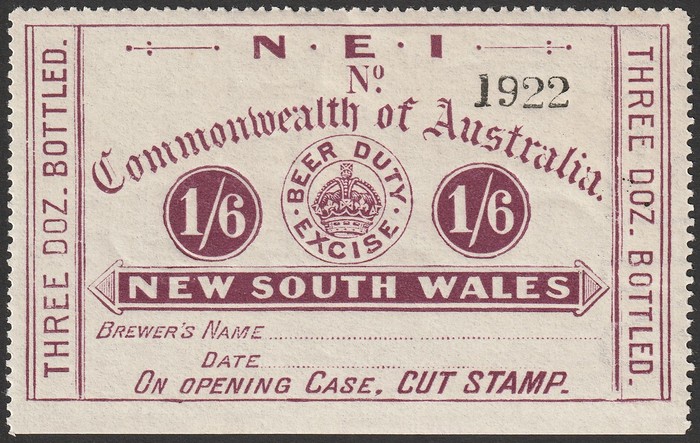 N·E·I
No. 1922
Commonwealth of Australia.
1/6
BEER DUTY
EXCISE
1/6
NEW SOUTH WALES
BREWER'S NAME
DATE
ON OPENING CASE, CUT STAMP.
THREE DOZ. BOTTLED.
THREE DOZ. BOTTLED.